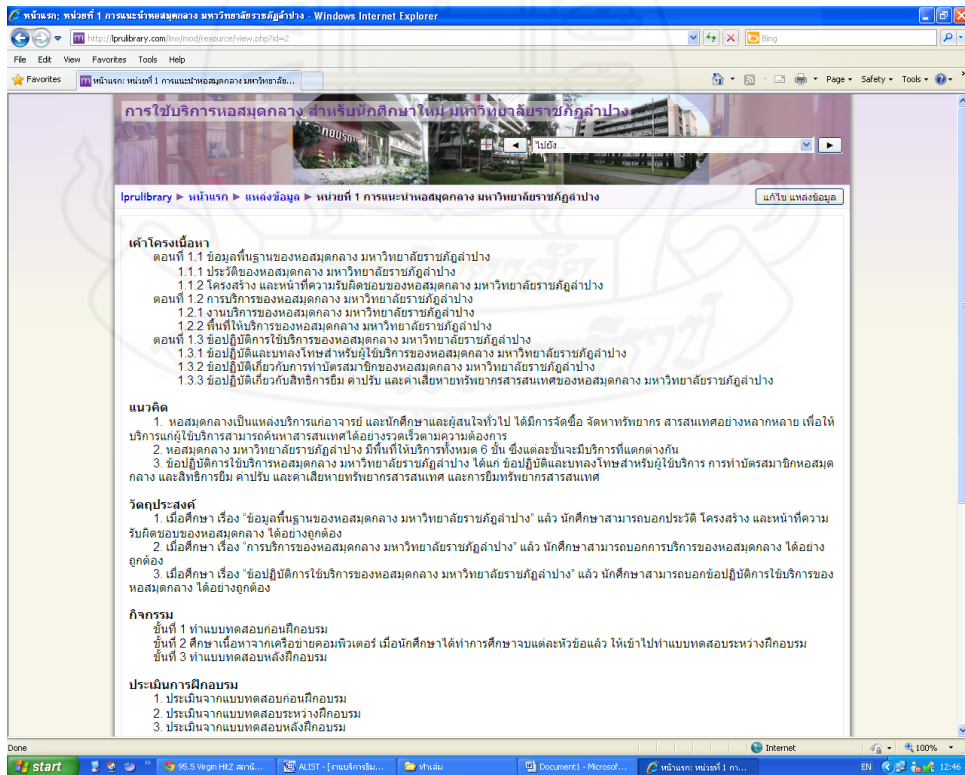 หน้าแรก: หน่วยที่ 1 การแนะนำหอสมุดกลาง มหาวิทยาลัยราชภัฏลำปาง - Windows Internet Explorer
http://lprulibrary.com/lms/mod/resource/view.php?id=2
Bing
File Edit View Favorites Tools Help
Favorites
หน้าแรก: หน่วยที่ 1 การแนะนำหอสมุดกลาง มหาวิทยาลัย...
Page Safety Tools
การใช้บริการหอสมุดกลาง สำหรับนักศึกษาใหม่ มหาวิทยาลัยราชภัฏลำปาง
ไปยัง...
lprulibrary ► หน้าแรก ► แหล่งข้อมูล ► หน่วยที่ 1 การแนะนำหอสมุดกลาง มหาวิทยาลัยราชภัฏลำปาง
แก้ไข แหล่งข้อมูล
เค้าโครงเนื้อหา
ตอนที่ 1.1 ข้อมูลพื้นฐานของหอสมุดกลาง มหาวิทยาลัยราชภัฏลำปาง
1.1.1 ประวัติของหอสมุดกลาง มหาวิทยาลัยราชภัฏลำปาง
1.1.2 โครงสร้าง และหน้าที่ความรับผิดชอบของหอสมุดกลาง มหาวิทยาลัยราชภัฏลำปาง
ตอนที่ 1.2 การบริการของหอสมุดกลาง มหาวิทยาลัยราชภัฏลำปาง
1.2.1 งานบริการของหอสมุดกลาง มหาวิทยาลัยราชภัฏลำปาง
1.2.2 พื้นที่ให้บริการของหอสมุดกลาง มหาวิทยาลัยราชภัฏลำปาง
ตอนที่ 1.3 ข้อปฏิบัติการใช้บริการของหอสมุดกลาง มหาวิทยาลัยราชภัฏลำปาง
1.3.1 ข้อปฏิบัติและบทลงโทษสำหรับผู้ใช้บริการของหอสมุดกลาง มหาวิทยาลัยราชภัฏลำปาง
1.3.2 ข้อปฏิบัติเกี่ยวกับการทำบัตรสมาชิกของหอสมุดกลาง มหาวิทยาลัยราชภัฏลำปาง
1.3.3 ข้อปฏิบัติเกี่ยวกับสิทธิการยืม ค่าปรับ และค่าเสียหายทรัพยากรสารสนเทศของหอสมุดกลาง มหาวิทยาลัยราชภัฏลำปาง
แนวคิด
1. หอสมุดกลางเป็นแหล่งบริการแก่อาจารย์ และนักศึกษาและผู้สนใจทั่วไป ได้มีการจัดซื้อ จัดหาทรัพยากร สารสนเทศอย่างหลากหลาย เพื่อให้
บริการแก่ผู้ใช้บริการสามารถค้นหาสารสนเทศได้อย่างรวดเร็วตามความต้องการ
2. หอสมุดกลาง มหาวิทยาลัยราชภัฏลำปาง มีพื้นที่ให้บริการทั้งหมด 6 ชั้น ซึ่งแต่ละชั้นจะมีบริการที่แตกต่างกัน
3. ข้อปฏิบัติการใช้บริการหอสมุดกลาง มหาวิทยาลัยราชภัฏลำปาง ได้แก่ ข้อปฏิบัติและบทลงโทษสำหรับผู้ใช้บริการ การทำบัตรสมาชิกหอสมุด
กลาง และสิทธิการยืม ค่าปรับ และค่าเสียหายทรัพยากรสารสนเทศ และการยืมทรัพยากรสารสนเทศ
วัตถุประสงค์
1. เมื่อศึกษา เรื่อง "ข้อมูลพื้นฐานของหอสมุดกลาง มหาวิทยาลัยราชภัฏลำปาง" แล้ว นักศึกษาสามารถบอกประวัติ โครงสร้าง และหน้าที่ความ
รับผิดชอบของหอสมุดกลาง ได้อย่างถูกต้อง
2. เมื่อศึกษา เรื่อง "การบริการของหอสมุดกลาง มหาวิทยาลัยราชภัฏลำปาง" แล้ว นักศึกษาสามารถบอกการบริการของหอสมุดกลาง ได้อย่าง
ถูกต้อง
3. เมื่อศึกษา เรื่อง "ข้อปฏิบัติการใช้บริการของหอสมุดกลาง มหาวิทยาลัยราชภัฏลำปาง" แล้ว นักศึกษาสามารถบอกข้อปฏิบัติการใช้บริการของ
หอสมุดกลาง ได้อย่างถูกต้อง
กิจกรรม
ขั้นที่ 1 ทำแบบทดสอบก่อนฝึกอบรม
ขั้นที่ 2 ศึกษาเนื้อหาจากเครือข่ายคอมพิวเตอร์ เมื่อนักศึกษาได้ทำการศึกษาจบแต่ละหัวข้อแล้ว ให้เข้าไปทำแบบทดสอบระหว่างฝึกอบรม
ขั้นที่ 3 ทำแบบทดสอบหลังฝึกอบรม
ประเมินการฝึกอบรม
1. ประเมินจากแบบทดสอบก่อนฝึกอบรม
2. ประเมินจากแบบทดสอบระหว่างฝึกอบรม
3. ประเมินจากแบบทดสอบหลังฝึกอบรม
Done
Internet
100%
start
95.5 Virgin HitZ สถานี...
ALIST - [งานบริการยืม...
ทำเล่ม
Document1 - Microsof...
หน้าแรก: หน่วยที่ 1 กา...
EN
12:46